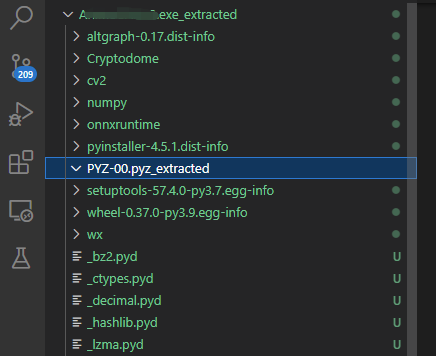 .exe_extracted
altgraph-0.17.dist-info
Cryptodome
cv2
numpy
onnxruntime
pyinstaller-4.5.1.dist-info
PYZ-00.pyz_extracted
setuptools-57.4.0-py3.7.egg-info
wheel-0.37.0-py3.9.egg-info
wx
_bz2.pyd U
_ctypes.pyd U
_decimal.pyd U
_hashlib.pyd U
_lzma.pyd U
209